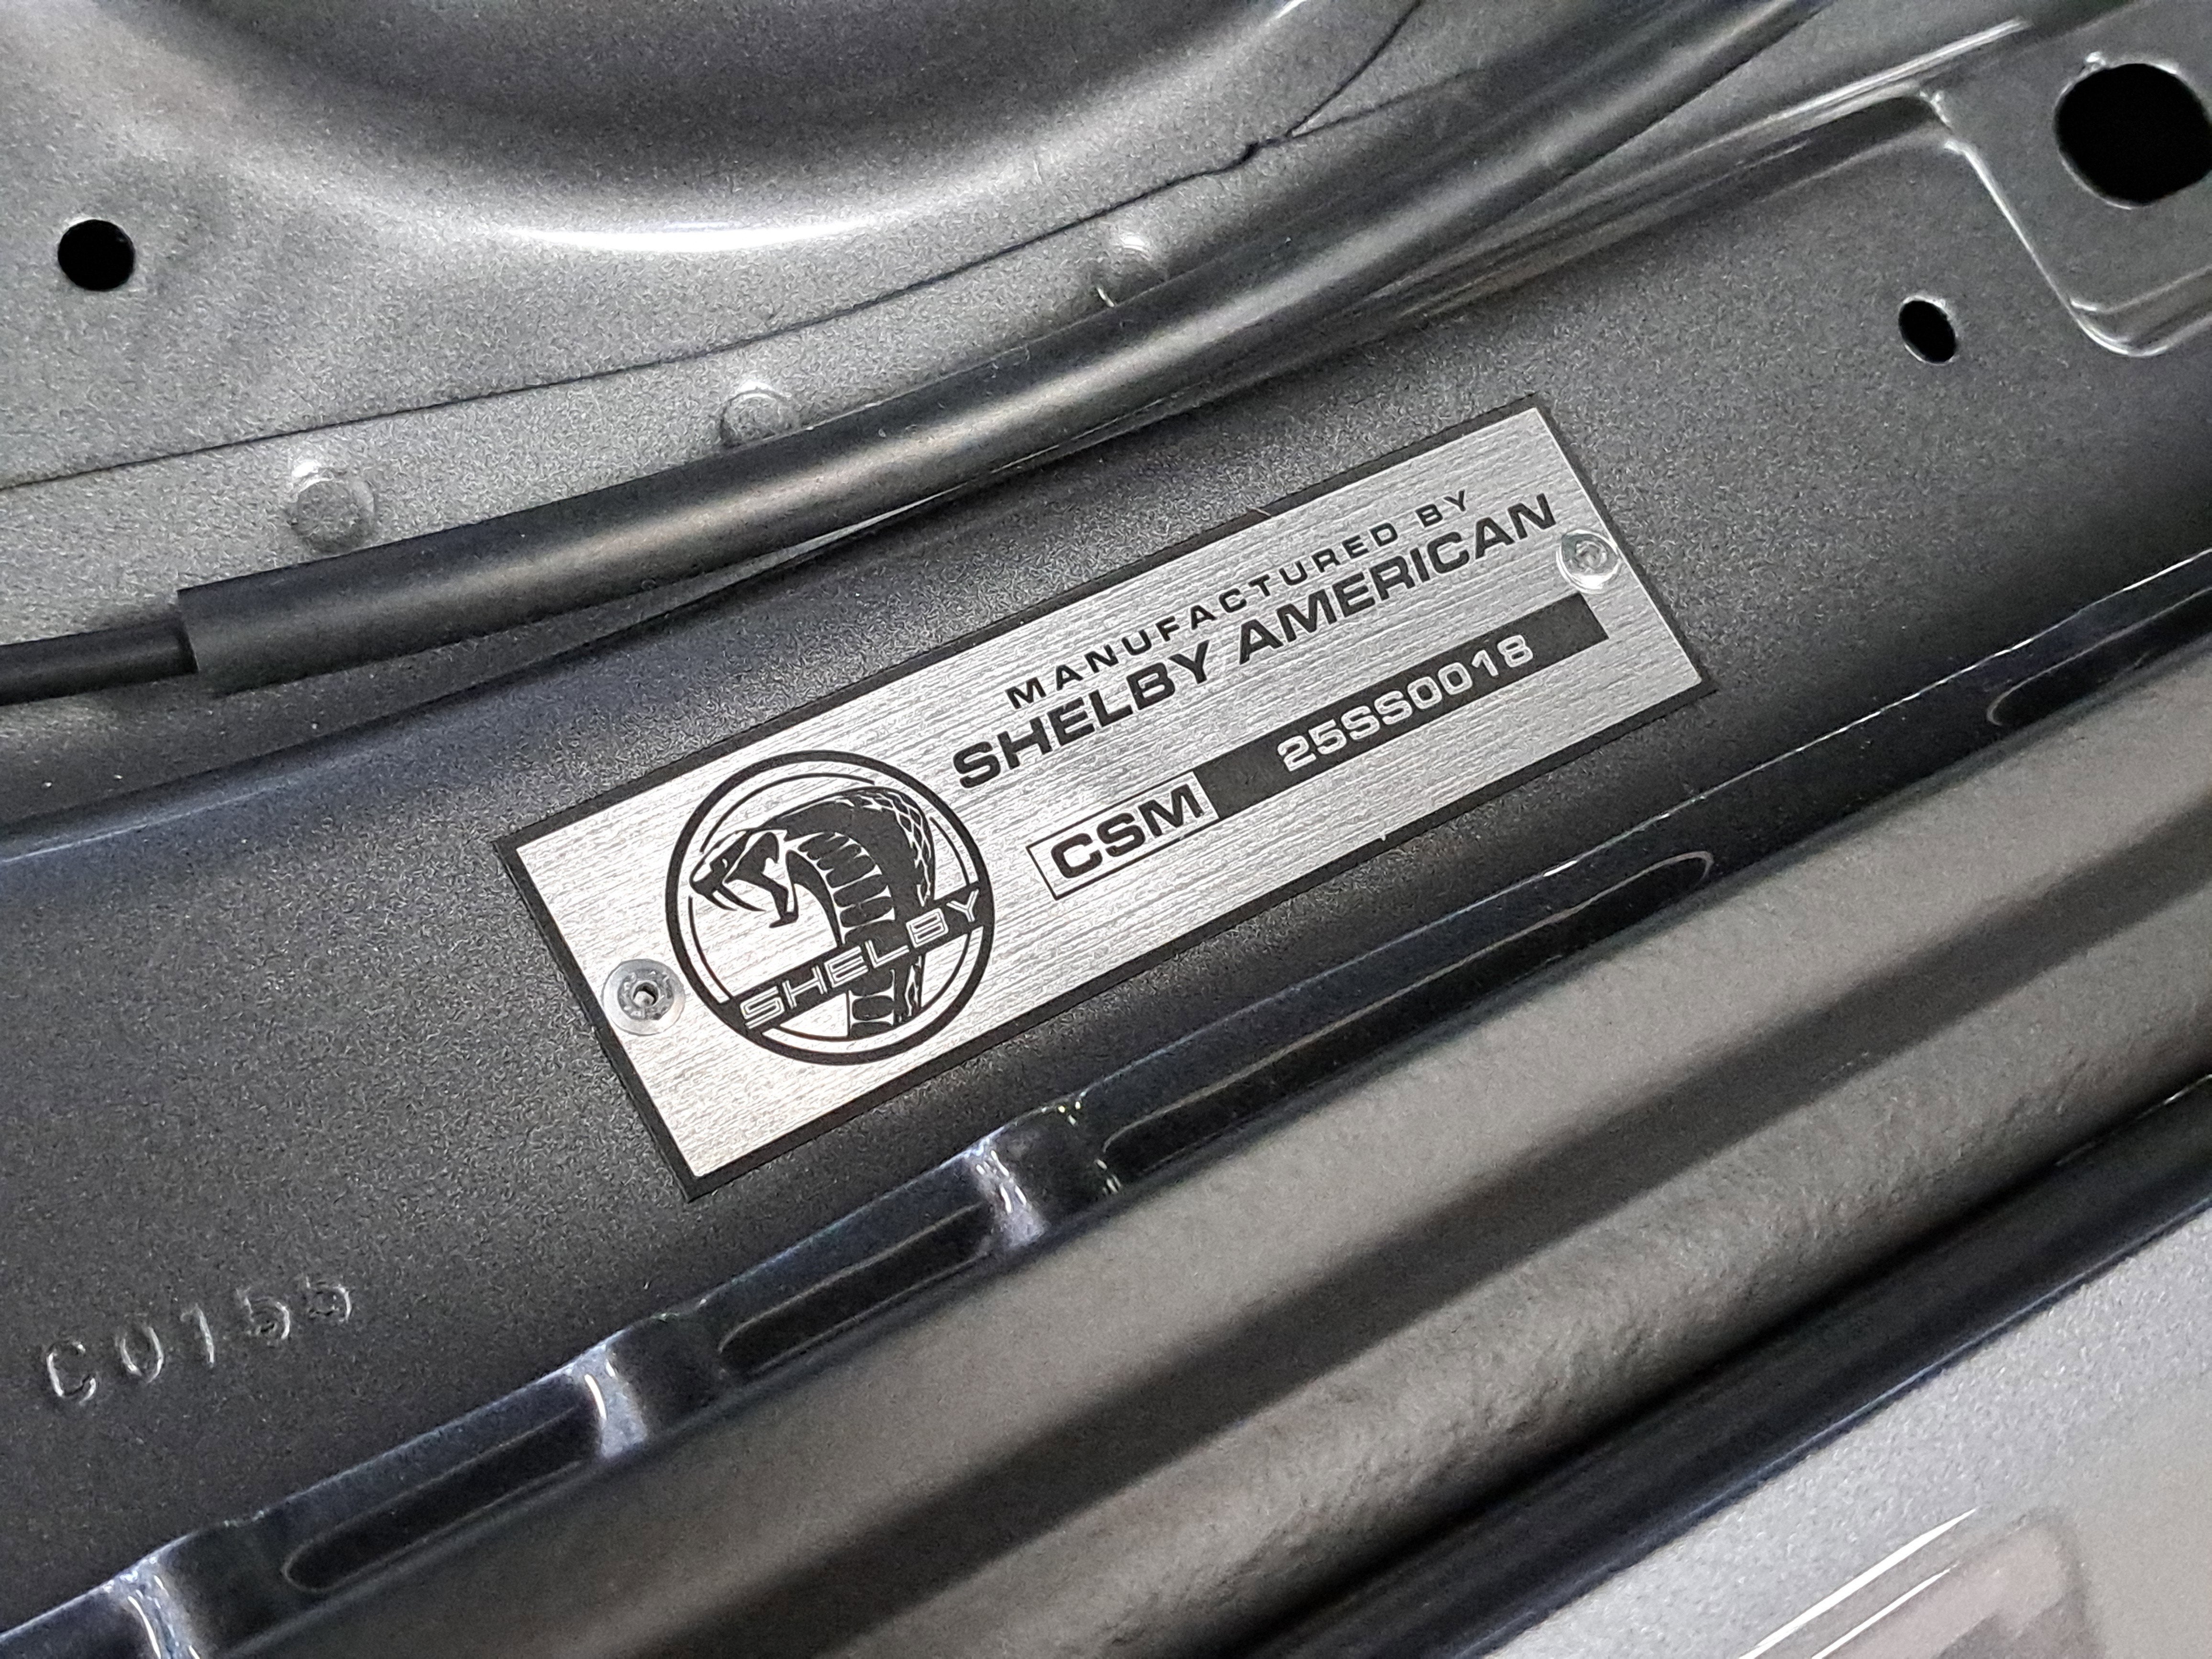 MANUFACTURED BY
SHELBY AMERICAN
CSM 25SS0018
SHELBY
C0155